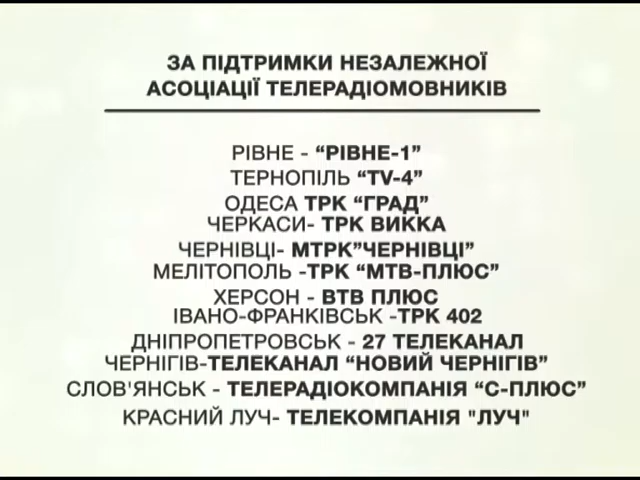 ЗА ПІДТРИМКИ НЕЗАЛЕЖНОЇ
АСОЦІАЦІЇ ТЕЛЕРАДІОМОВНИКІВ
РІВНЕ - “РІВНЕ-1”
ТЕРНОПІЛЬ “TV-4”
ОДЕСА ТРК “ГРАД”
ЧЕРКАСИ- ТРК ВИККА
ЧЕРНІВЦІ- МТРК”ЧЕРНІВЦІ”
МЕЛІТОПОЛЬ -ТРК “МТВ-ПЛЮС”
ХЕРСОН - ВТВ ПЛЮС
ІВАНО-ФРАНКІВСЬК -ТРК 402
ДНІПРОПЕТРОВСЬК - 27 ТЕЛЕКАНАЛ
ЧЕРНІГІВ-ТЕЛЕКАНАЛ “НОВИЙ ЧЕРНІГІВ”
СЛОВ'ЯНСЬК - ТЕЛЕРАДІОКОМПАНІЯ “С-ПЛЮС”
КРАСНИЙ ЛУЧ- ТЕЛЕКОМПАНІЯ "ЛУЧ"